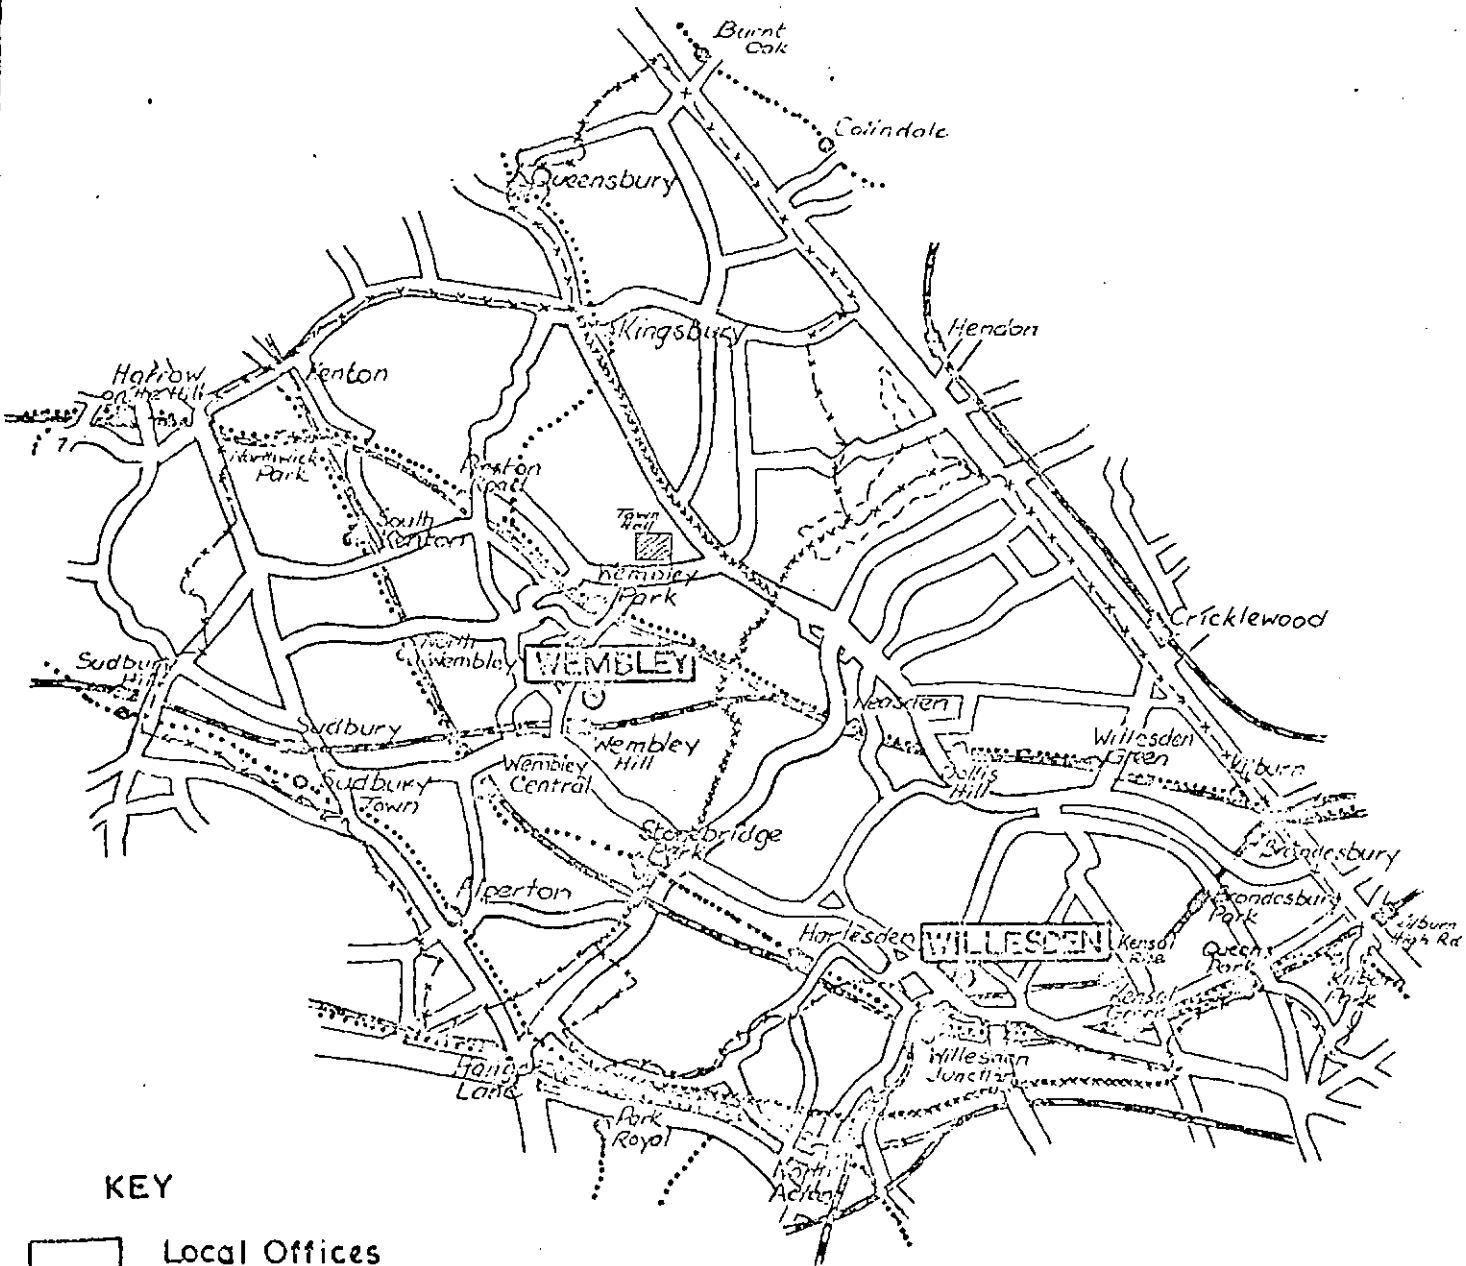 Burnt
Oak
Colindale
Queensbury
Kingsbury
Hendon
Harrow
on the Hill
Kenton
Northwick
Park
Preston
Road
South
Kenton
Town
Hall
Wembley
Park
Cricklewood
North
Wembley
WEMBLEY
Sudbury
Hill
Sudbury
Neasden
Wembley
Hill
Willesden
Green
Kilburn
Wembley
Central
Dollis
Hill
Sudbury
Town
Stonebridge
Park
Brondesbury
Alperton
Brondesbury
Park
Kilburn
High Rd
Harlesden
WILLESDEN
Kensal
Rise
Queens
Park
Kilburn
Park
Kensal
Green
Willesden
Junction
Hanger
Lane
Park
Royal
North
Acton
KEY
Local Offices